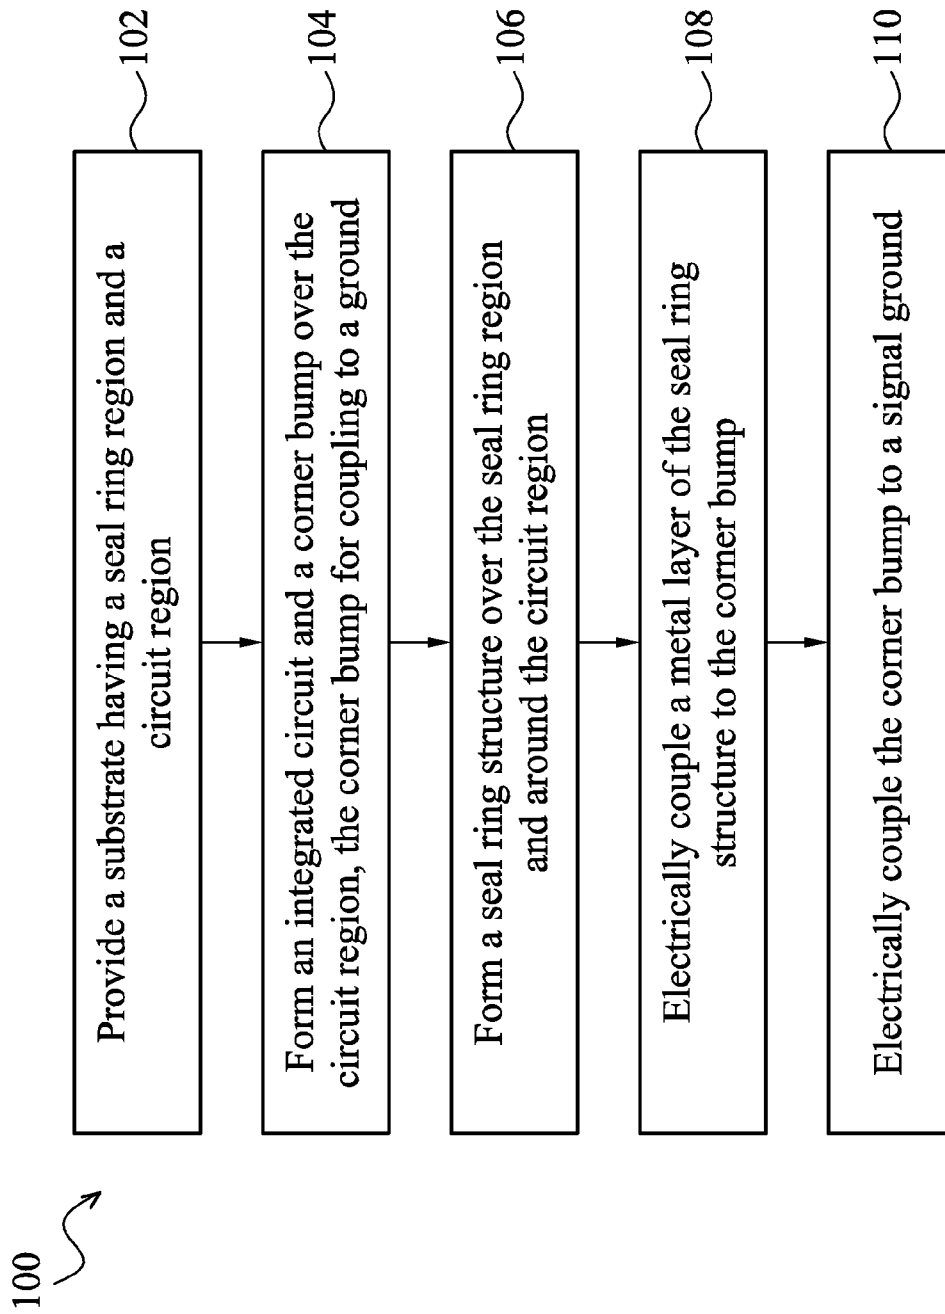 100
Provide a substrate having a seal ring region and a
circuit region
102
Form an integrated circuit and a corner bump over the
circuit region, the corner bump for coupling to a ground
104
Form a seal ring structure over the seal ring region
and around the circuit region
106
Electrically couple a metal layer of the seal ring
structure to the corner bump
108
Electrically couple the corner bump to a signal ground
110